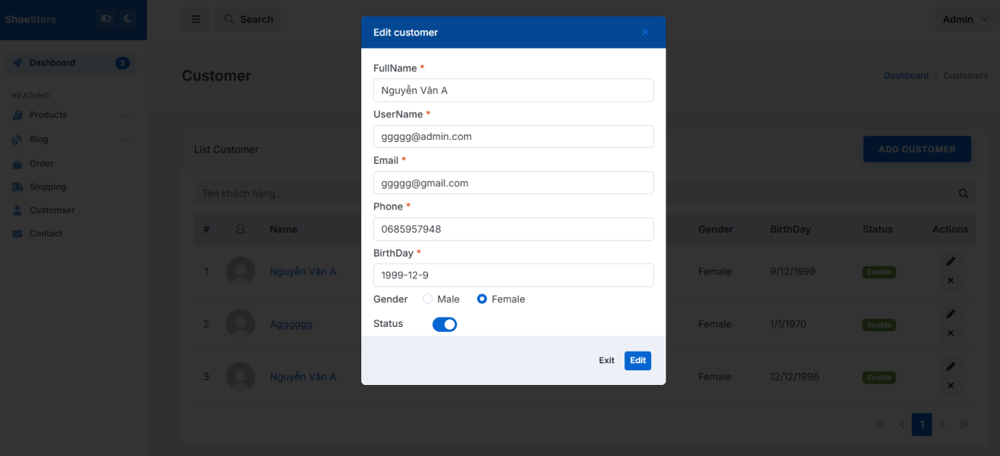 ShoeStore
Search
Admin
Dashboard 3
HEADING
Products
Blog
Order
Shipping
Customser
Contact
Customer
Dashboard > Customers
List Customer
ADD CUSTOMER
Tên khách hàng...
# Name Gender BirthDay Status Actions
1 Nguyễn Văn A Female 9/12/1999 Enable
2 Agggggg Female 1/1/1970 Enable
3 Nguyễn Văn A Female 12/12/1996 Enable
1
Edit customer
FullName *
Nguyễn Văn A
UserName *
ggggg@admin.com
Email *
ggggg@gmail.com
Phone *
0685957948
BirthDay *
1999-12-9
Gender Male Female
Status
Exit Edit